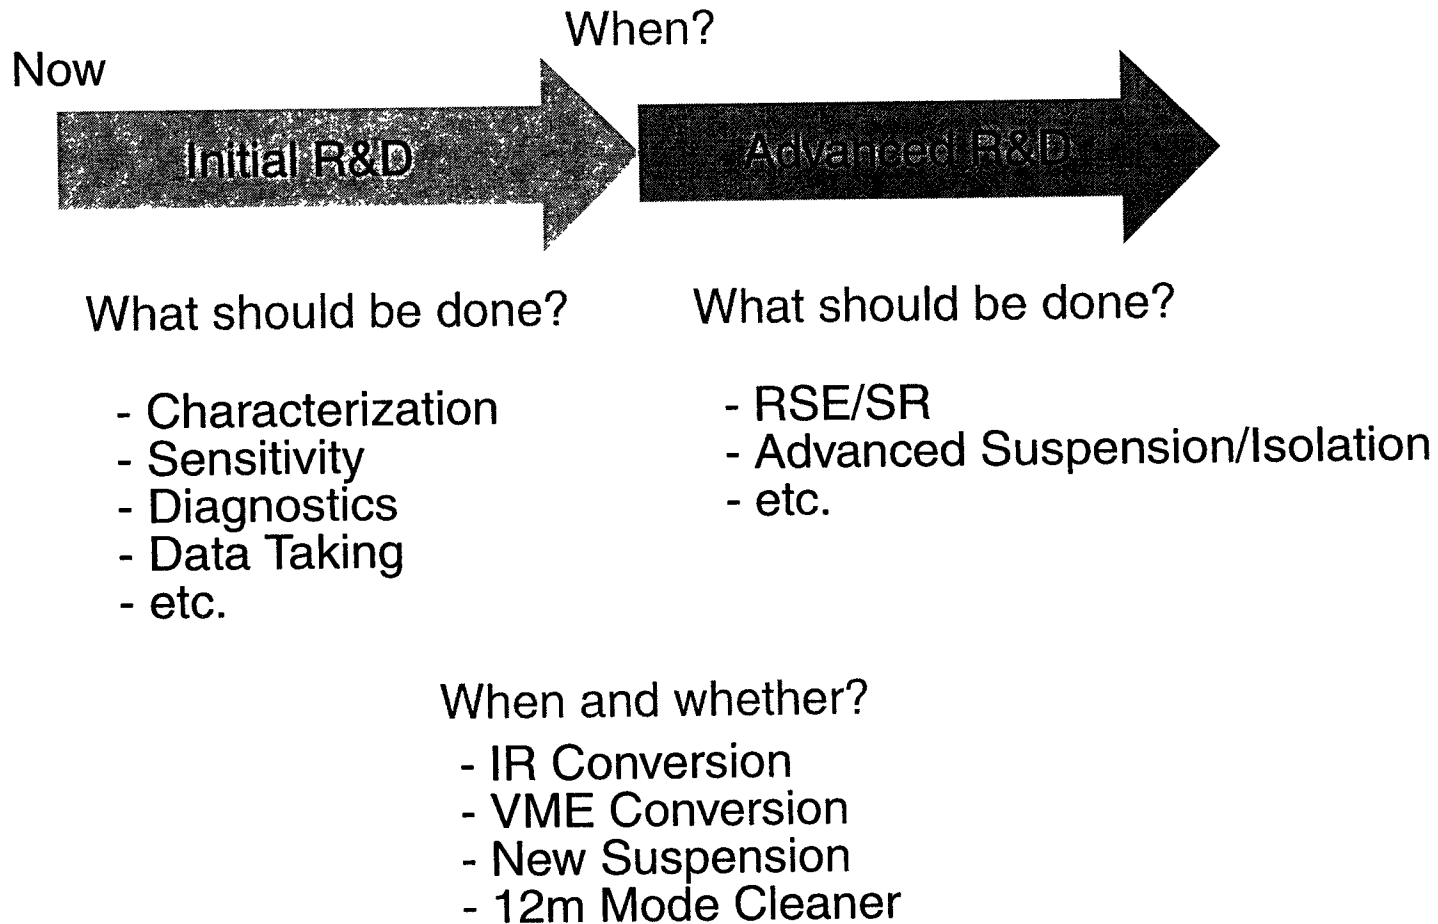 When?
Now
Initial R&D
Advanced R&D
What should be done?
- Characterization
- Sensitivity
- Diagnostics
- Data Taking
- etc.
What should be done?
- RSE/SR
- Advanced Suspension/Isolation
- etc.
When and whether?
- IR Conversion
- VME Conversion
- New Suspension
- 12m Mode Cleaner